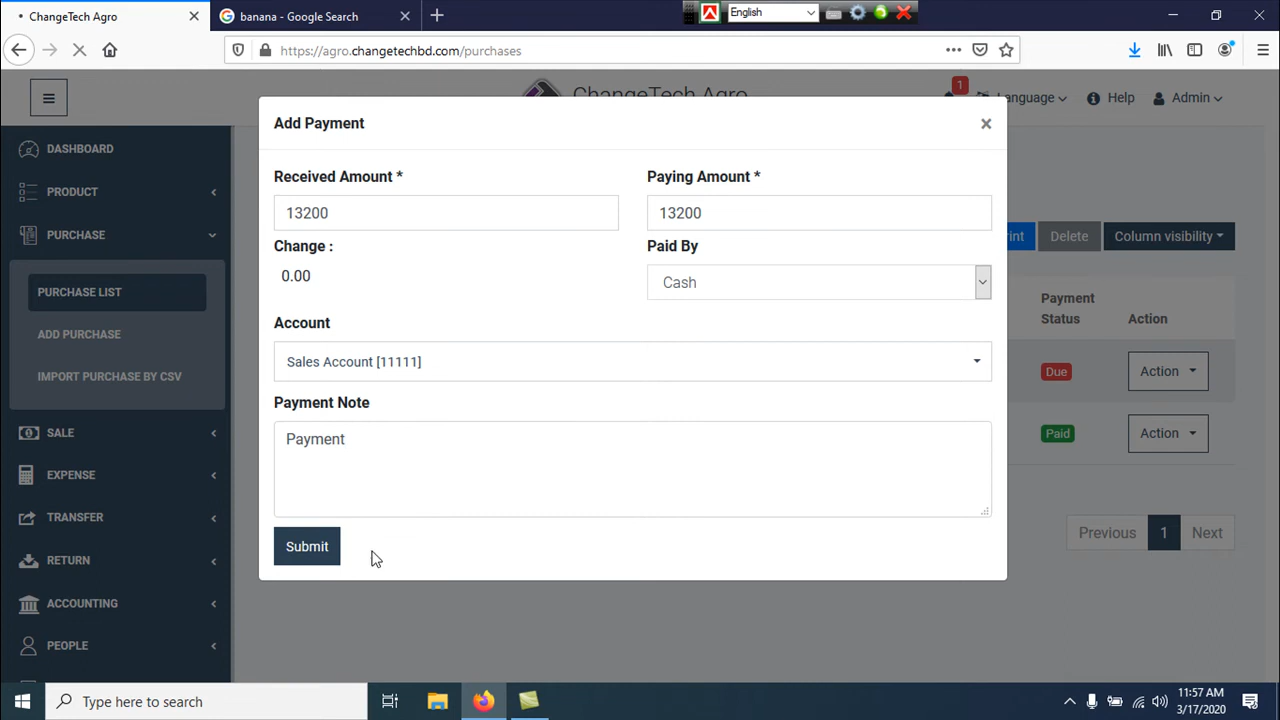 ChangeTech Agro
banana - Google Search
English
https://agro.changetechbd.com/purchases
ChangeTech Agro
1
Language
Help
Admin
DASHBOARD
PRODUCT
PURCHASE
PURCHASE LIST
ADD PURCHASE
IMPORT PURCHASE BY CSV
SALE
EXPENSE
TRANSFER
RETURN
ACCOUNTING
PEOPLE
Add Payment
×
Received Amount *
Paying Amount *
13200
13200
Change :
Paid By
0.00
Cash
Account
Sales Account [11111]
Payment Note
Payment
Submit
Delete
Column visibility
Payment
Status
Action
Due
Action
Paid
Action
Previous
1
Next
Type here to search
11:57 AM
3/17/2020